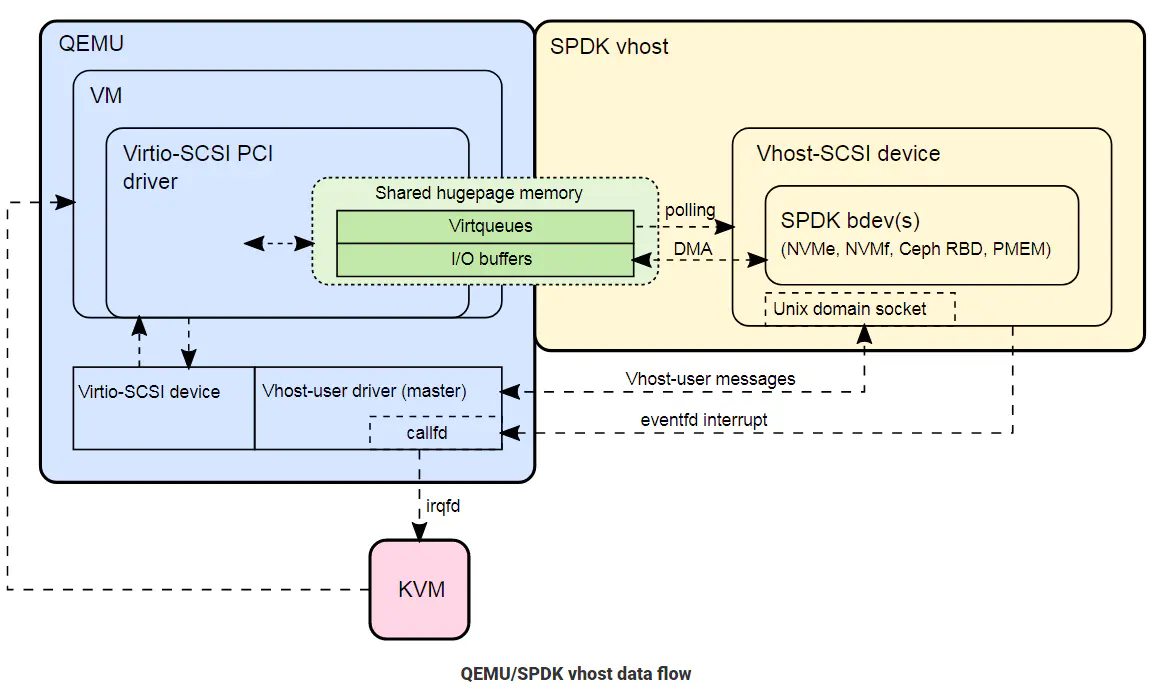 QEMU
SPDK vhost
VM
Virtio-SCSI PCI
driver
Vhost-SCSI device
Shared hugepage memory
Virtqueues
I/O buffers
polling
DMA
SPDK bdev(s)
(NVMe, NVMf, Ceph RBD, PMEM)
Unix domain socket
Virtio-SCSI device
Vhost-user driver (master)
callfd
Vhost-user messages
eventfd interrupt
irqfd
KVM
QEMU/SPDK vhost data flow